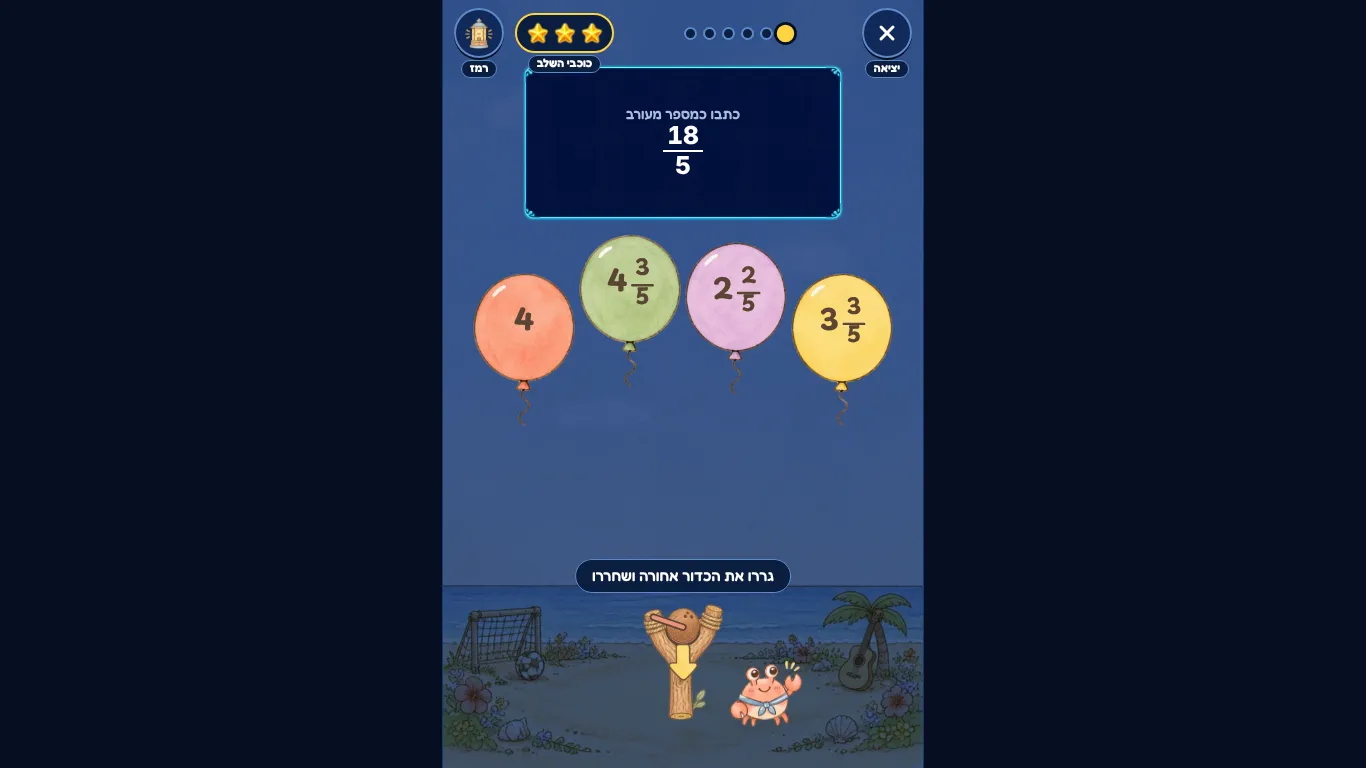 רמז
כוכבי השלב
יציאה
כתבו כמספר מעורב
18
5
4
4 3/5
2 2/5
3 3/5
גררו את הכדור אחורה ושחררו